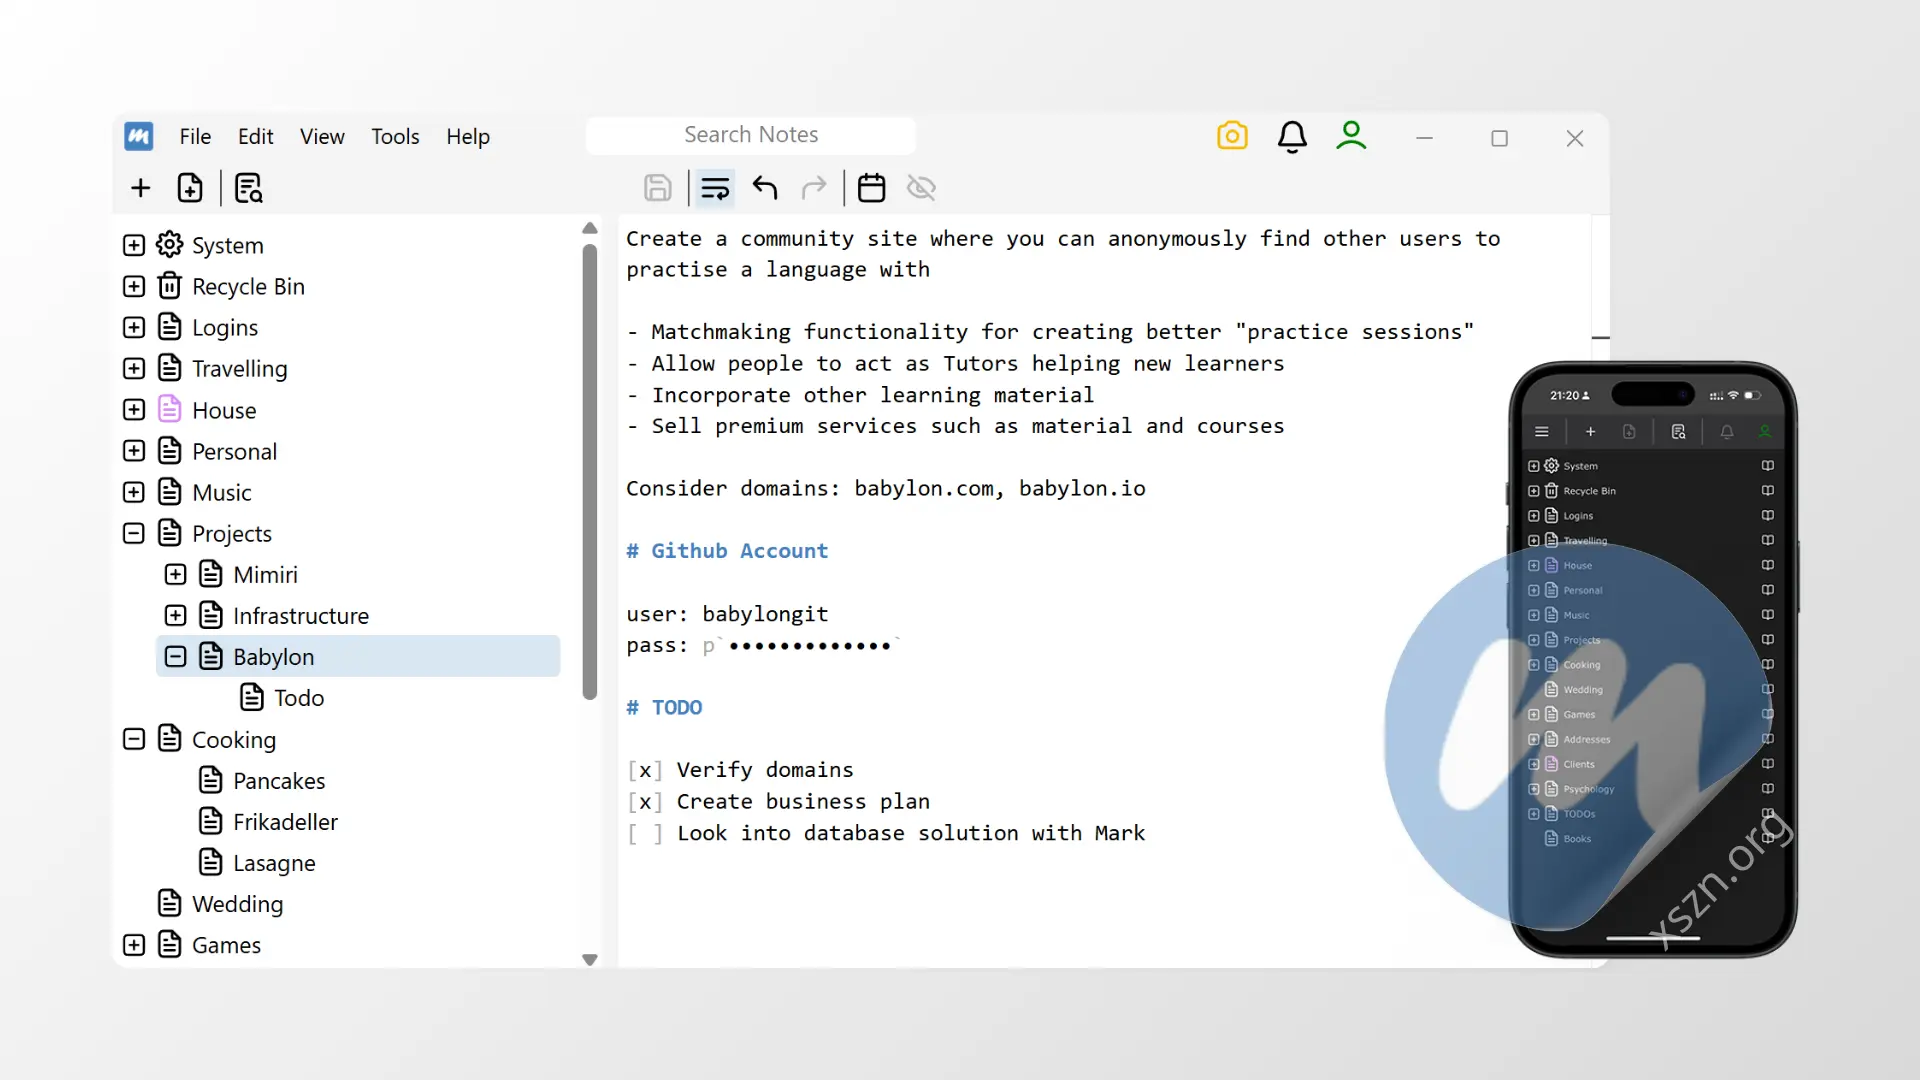 File Edit View Tools Help
Search Notes
System
Recycle Bin
Logins
Travelling
House
Personal
Music
Projects
Mimiri
Infrastructure
Babylon
Todo
Cooking
Pancakes
Frikadeller
Lasagne
Wedding
Games
Create a community site where you can anonymously find other users to
practise a language with
- Matchmaking functionality for creating better "practice sessions"
- Allow people to act as Tutors helping new learners
- Incorporate other learning material
- Sell premium services such as material and courses
Consider domains: babylon.com, babylon.io
# Github Account
user: babylongit
pass: p`•••••••••••••`
# TODO
[x] Verify domains
[x] Create business plan
[ ] Look into database solution with Mark
21:20
System
Recycle Bin
Logins
Travelling
House
Personal
Music
Projects
Cooking
Wedding
Games
Addresses
Clients
Psychology
TODOs
Books
xszn.org